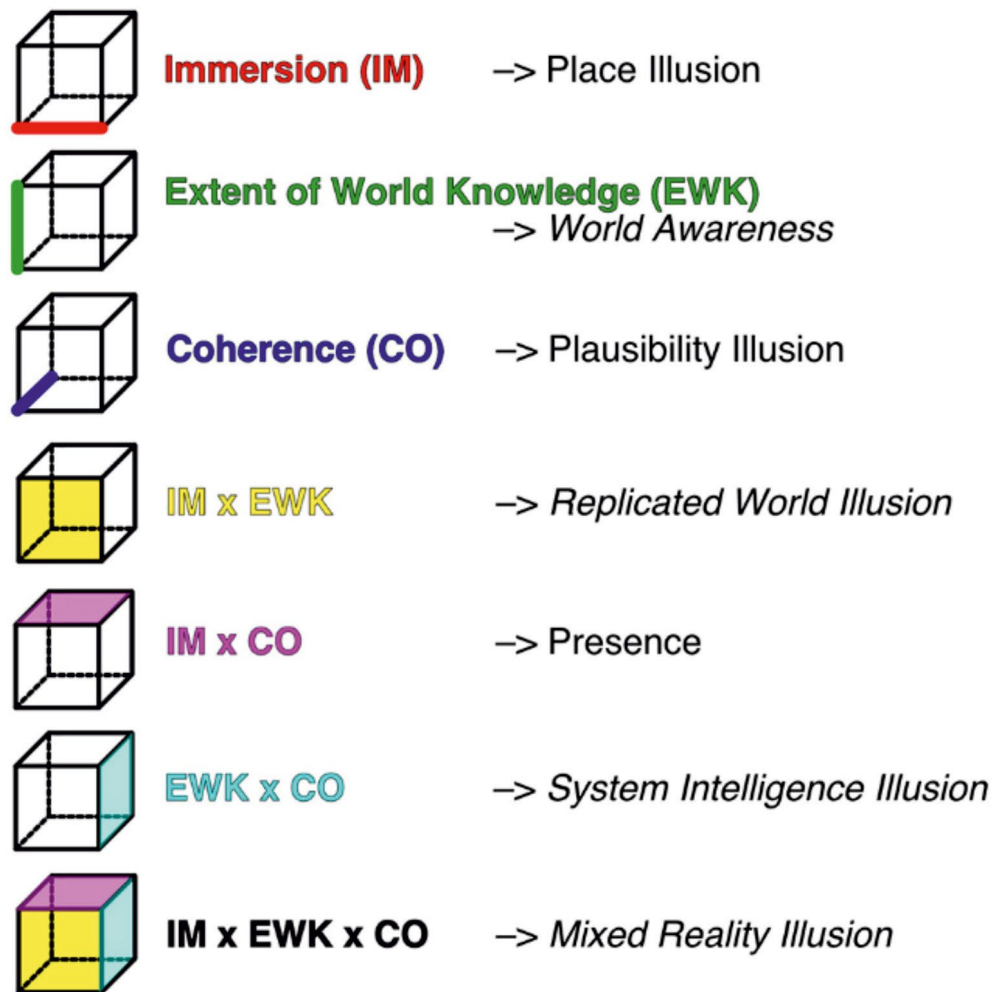 Immersion (IM) –> Place Illusion
Extent of World Knowledge (EWK)
–> World Awareness
Coherence (CO) –> Plausibility Illusion
IM x EWK –> Replicated World Illusion
IM x CO –> Presence
EWK x CO –> System Intelligence Illusion
IM x EWK x CO –> Mixed Reality Illusion